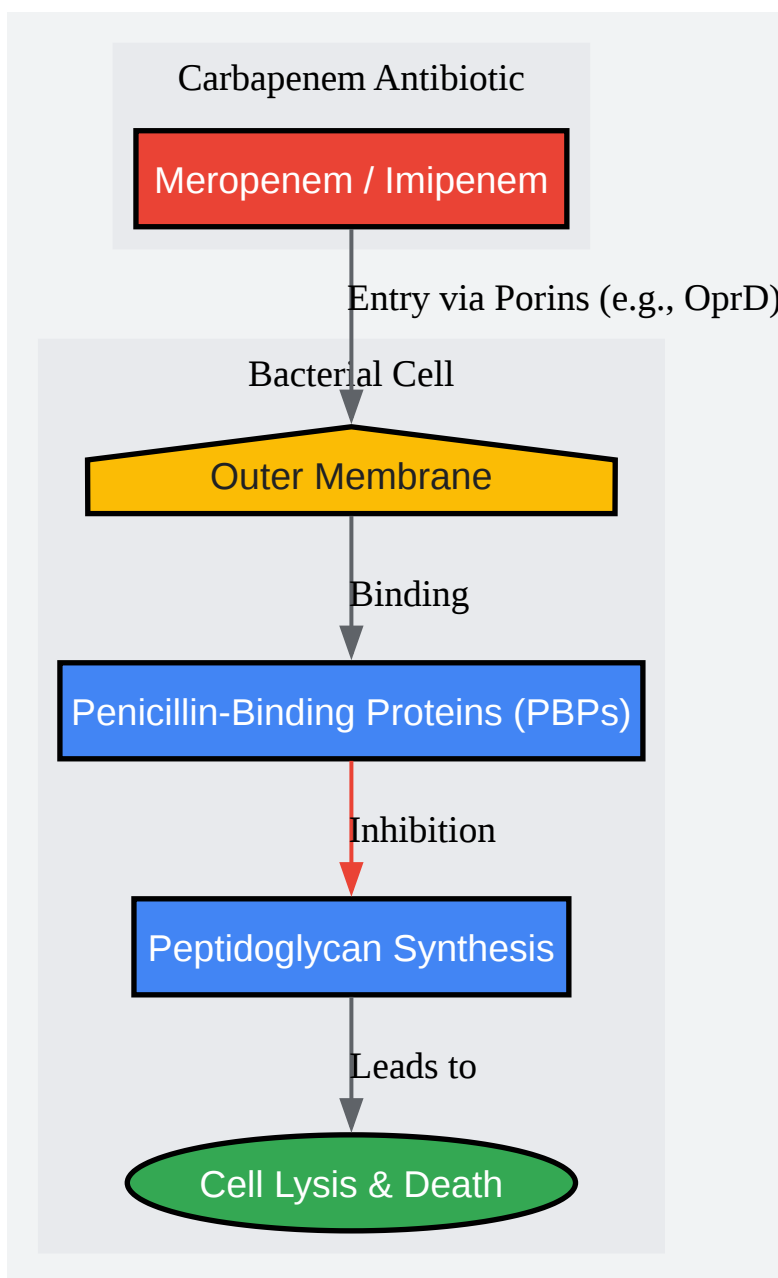 Carbapenem Antibiotic
Meropenem / Imipenem
Entry via Porins (e.g., OprD)
Bacterial Cell
Outer Membrane
Binding
Penicillin-Binding Proteins (PBPs)
Inhibition
Peptidoglycan Synthesis
Leads to
Cell Lysis & Death